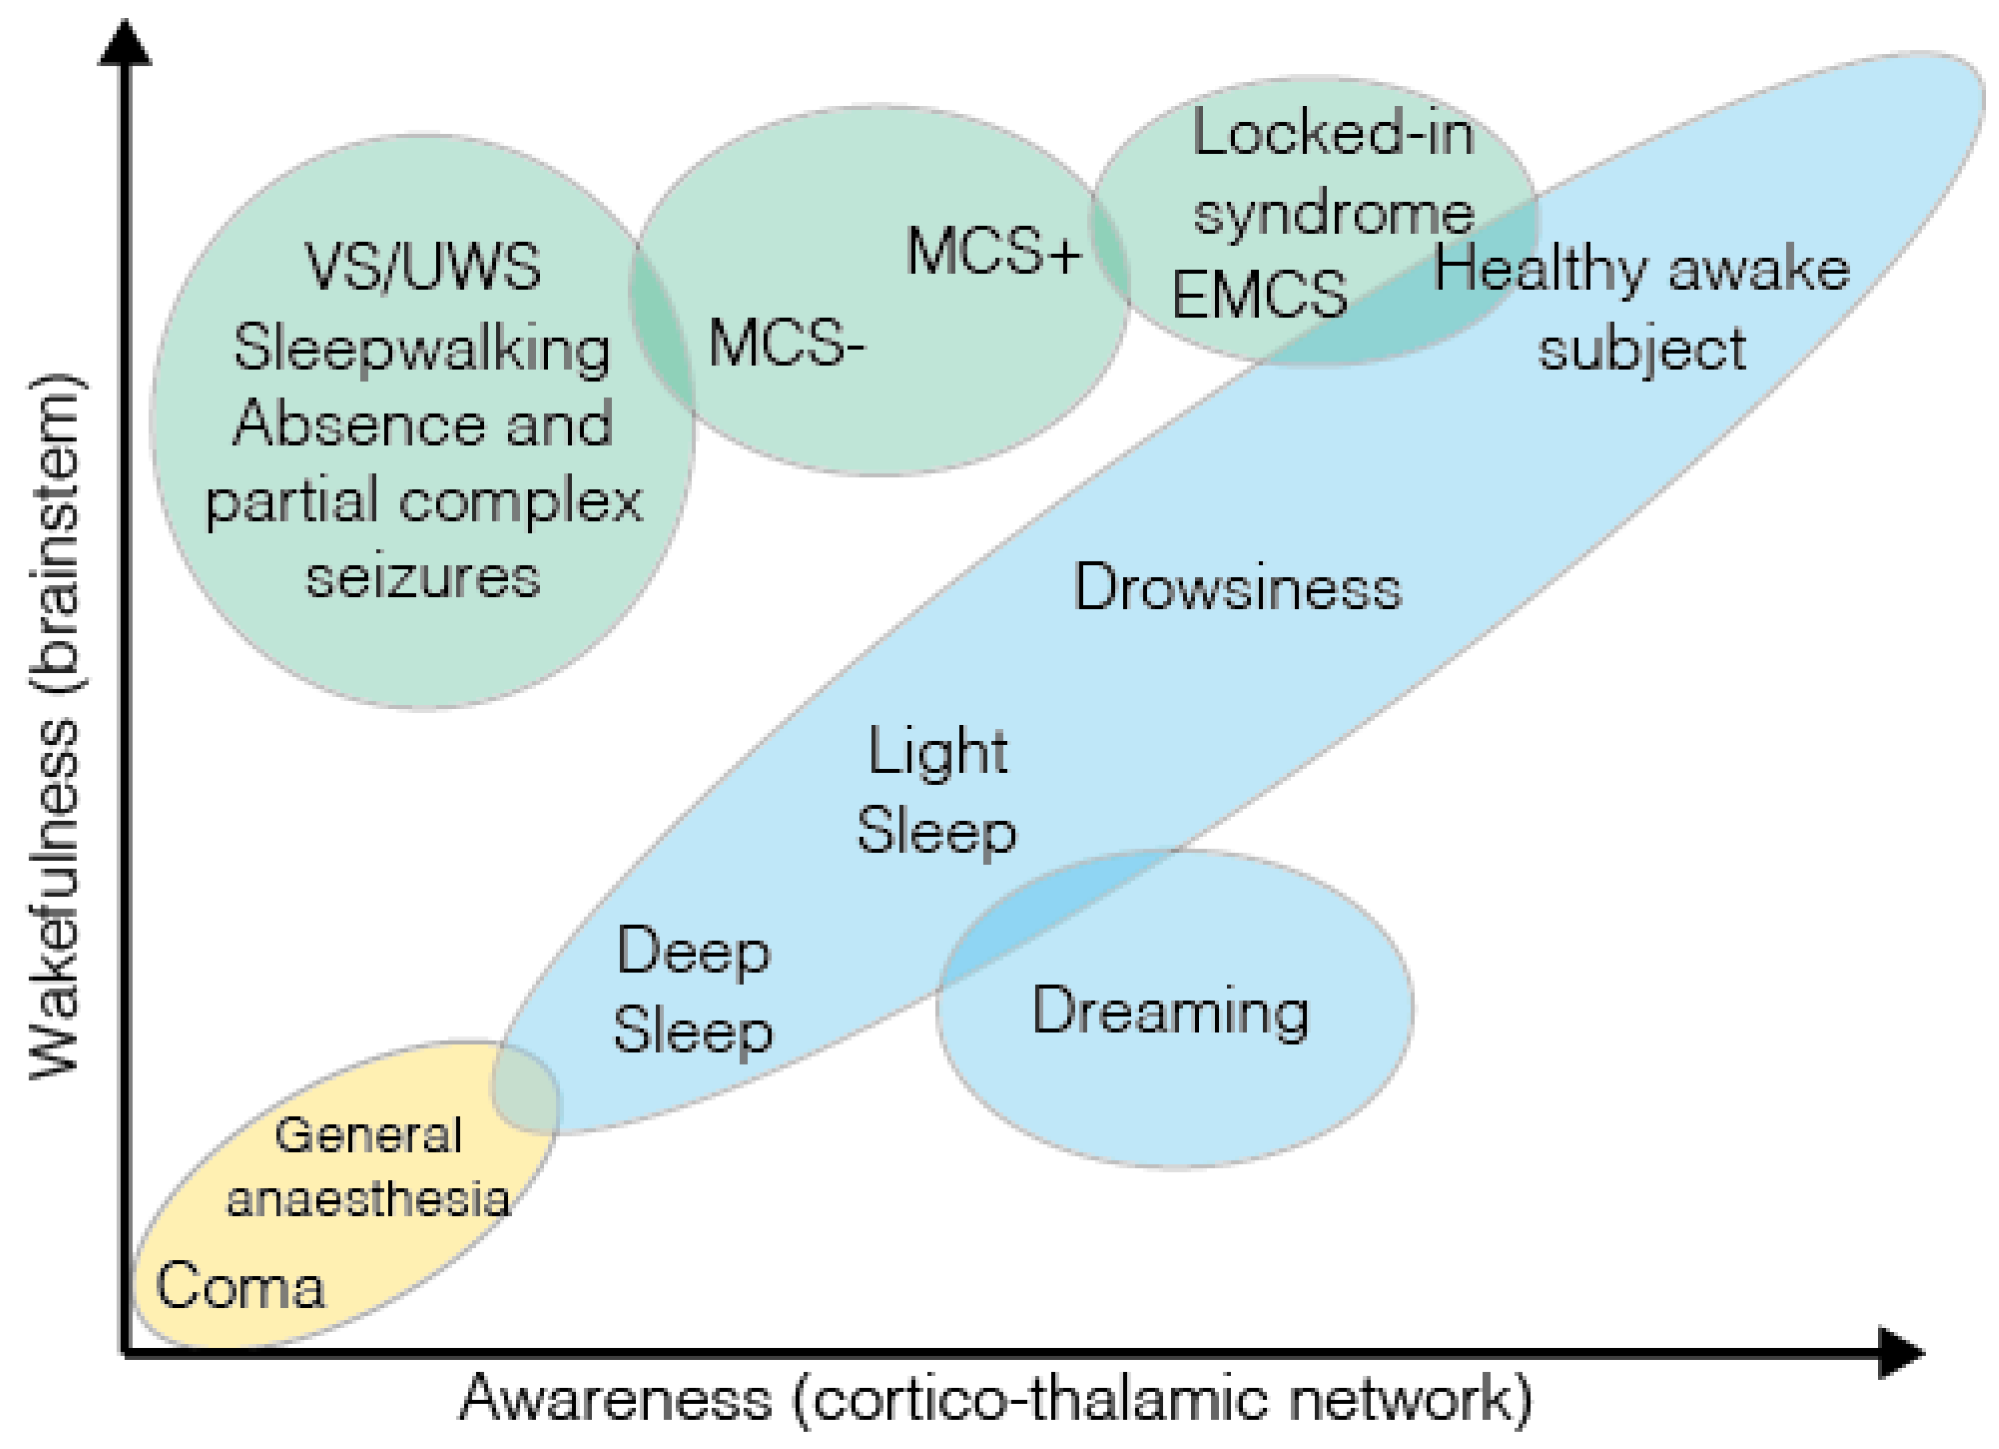 Locked-in
syndrome
EMCS
Healthy awake
subject
MCS+
MCS-
VS/UWS
Sleepwalking
Absence and
partial complex
seizures
Drowsiness
Light
Sleep
Deep
Sleep
Dreaming
General
anaesthesia
Coma
Wakefulness (brainstem)
Awareness (cortico-thalamic network)